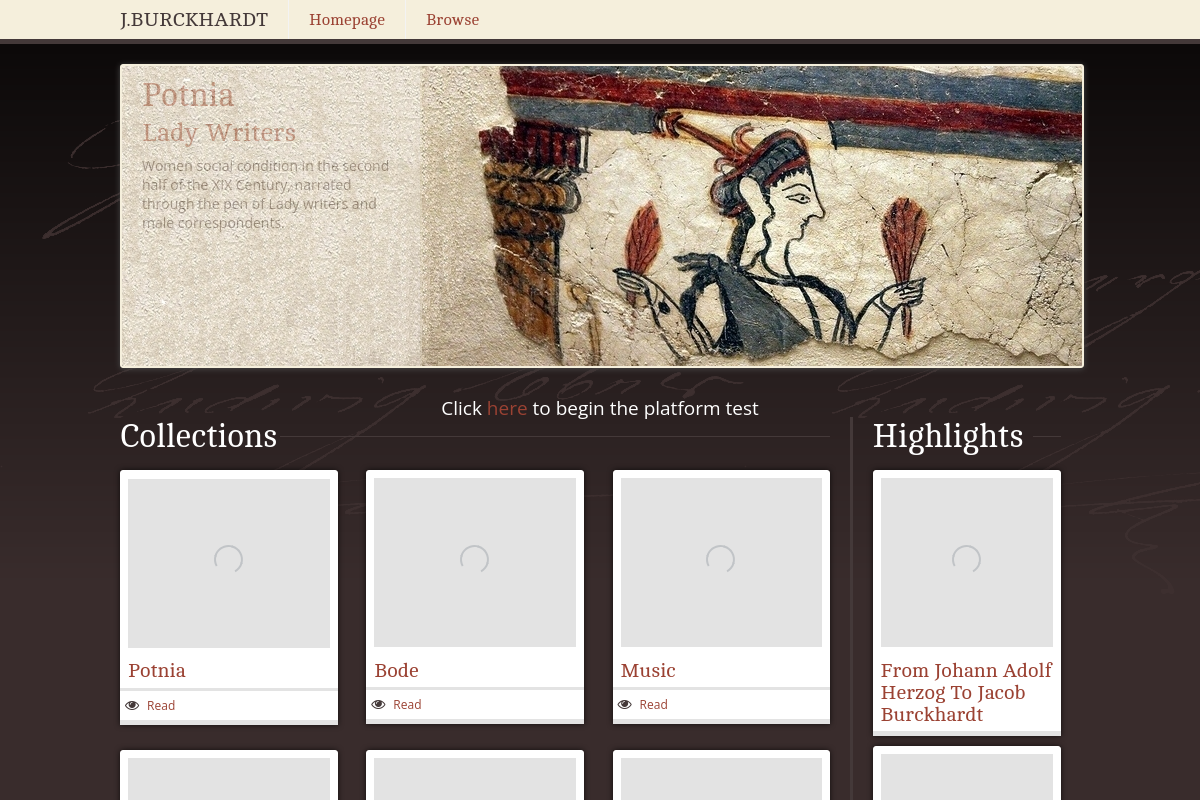 J.BURCKHARDT
Homepage
Browse
Potnia
Lady Writers
Women social condition in the second
half of the XIX Century, narrated
through the pen of Lady writers and
male correspondents.
Click here to begin the platform test
Collections
Highlights
Potnia
Read
Bode
Read
Music
Read
From Johann Adolf
Herzog To Jacob
Burckhardt